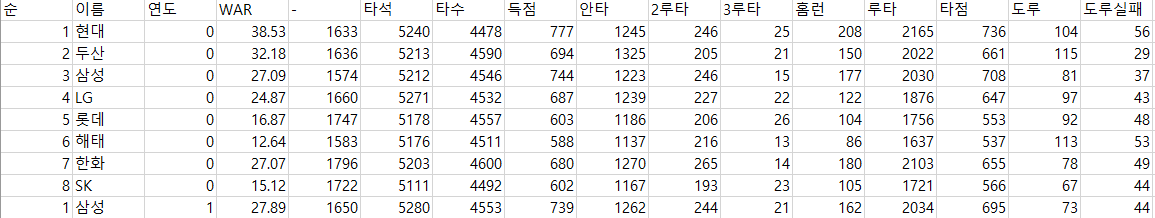 순 이름 연도 WAR - 타석 타수 득점 안타 2루타 3루타 홈런 루타 타점 도루 도루실패
1 현대 0 38.53 1633 5240 4478 777 1245 246 25 208 2165 736 104 56
2 두산 0 32.18 1636 5213 4590 694 1325 205 21 150 2022 661 115 29
3 삼성 0 27.09 1574 5212 4546 744 1223 246 15 177 2030 708 81 37
4 LG 0 24.87 1660 5271 4532 687 1239 227 22 122 1876 647 97 43
5 롯데 0 16.87 1747 5178 4557 603 1186 206 26 104 1756 553 92 48
6 해태 0 12.64 1583 5176 4511 588 1137 216 13 86 1637 537 113 53
7 한화 0 27.07 1796 5203 4600 680 1270 265 14 180 2103 655 78 49
8 SK 0 15.12 1722 5111 4492 602 1167 193 23 105 1721 566 67 44
1 삼성 1 27.89 1650 5280 4553 739 1262 244 21 162 2034 695 73 44